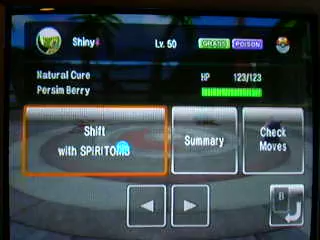 Shiny Lv. 50 GRASS POISON
Natural Cure HP 123/123
Persim Berry
Shift
with SPIRITOMB
Summary
Check
Moves
B